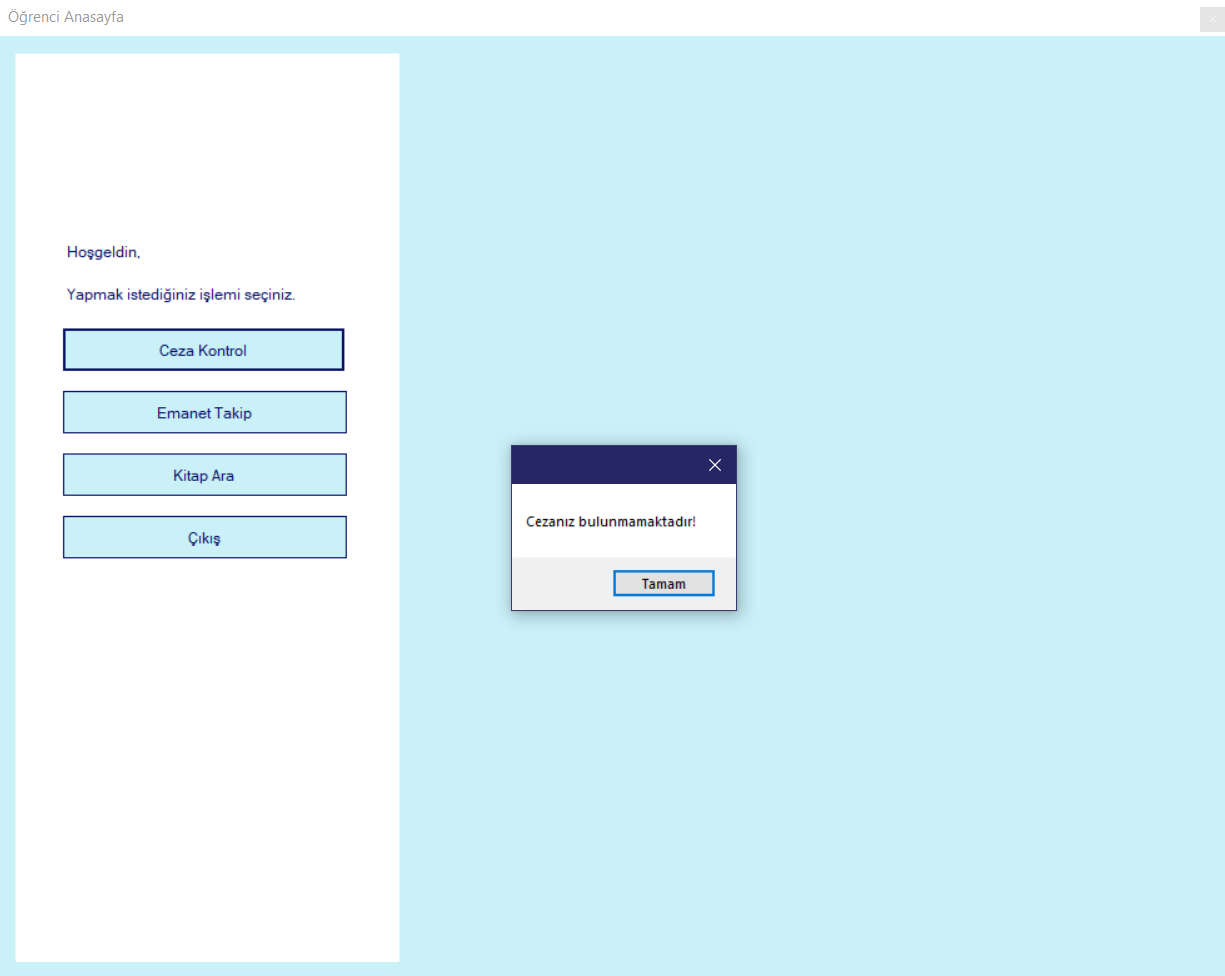 Öğrenci Anasayfa
Hoşgeldin,
Yapmak istediğiniz işlemi seçiniz.
Ceza Kontrol
Emanet Takip
Kitap Ara
Çıkış
Cezanız bulunmamaktadır!
Tamam